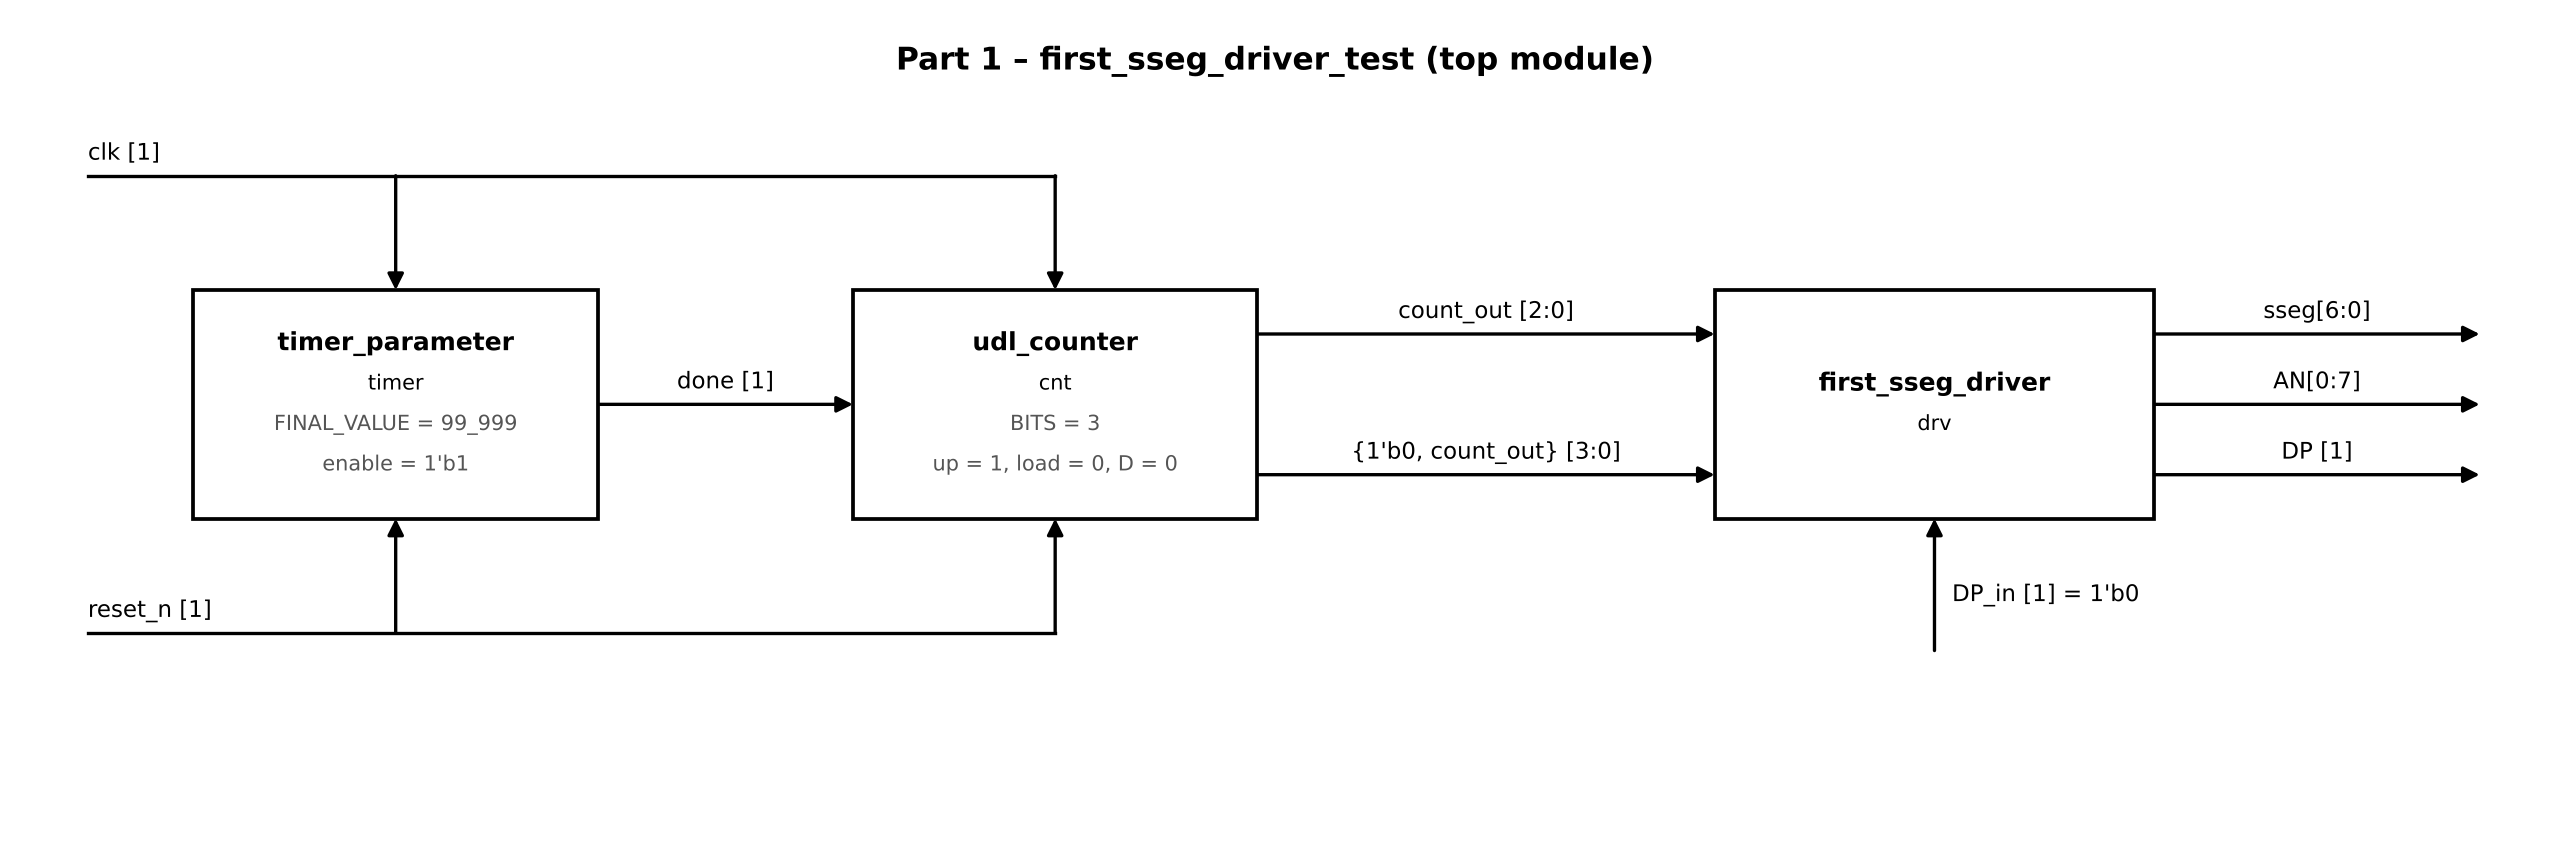 Part 1 – first_sseg_driver_test (top module)
clk [1]
timer_parameter
timer
FINAL_VALUE = 99_999
enable = 1'b1
done [1]
udl_counter
cnt
BITS = 3
up = 1, load = 0, D = 0
count_out [2:0]
{1'b0, count_out} [3:0]
first_sseg_driver
drv
sseg[6:0]
AN[0:7]
DP [1]
reset_n [1]
DP_in [1] = 1'b0